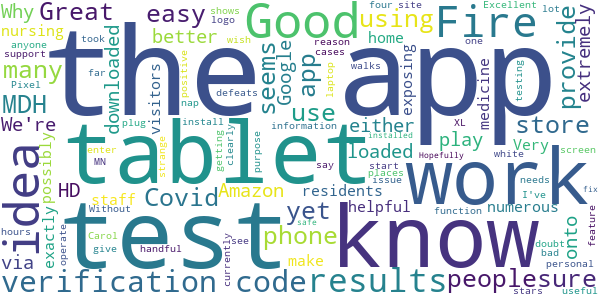 Why Great easy using Good Fire provide
nursing many better seems Google app use
anyone shows logo Excellent four site lot
support took positive wish Pixel far
reason cases one home exposing medicine extremely
the app
MDH downloaded visitors either store
We're possibly defeats plug nap laptop walks XL testing
tablet loaded play Very numerous onto
idea HD Covid yet phone helpful work
exactly via staff Amazon residents make
enter MN install strange information getting clearly purpose
installed places say start issue Hopefully white function needs I've screen
test know
hours operate Without Carol give handful currently see safe
doubt bad personal stars useful feature fix
verification code results people sure